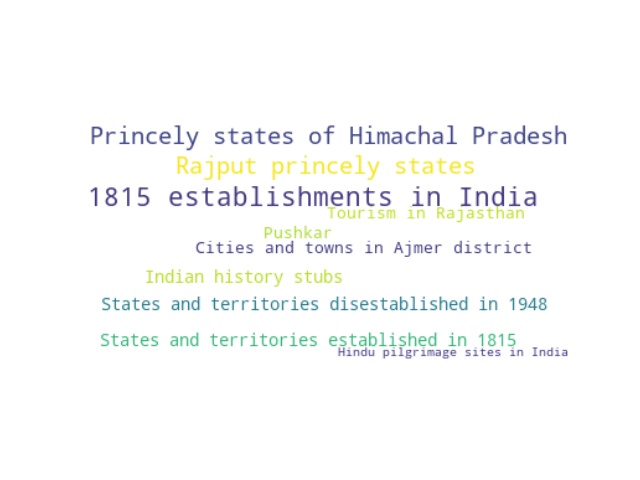 Princely states of Himachal Pradesh
Rajput princely states
1815 establishments in India
Tourism in Rajasthan
Pushkar
Cities and towns in Ajmer district
Indian history stubs
States and territories disestablished in 1948
States and territories established in 1815
Hindu pilgrimage sites in India